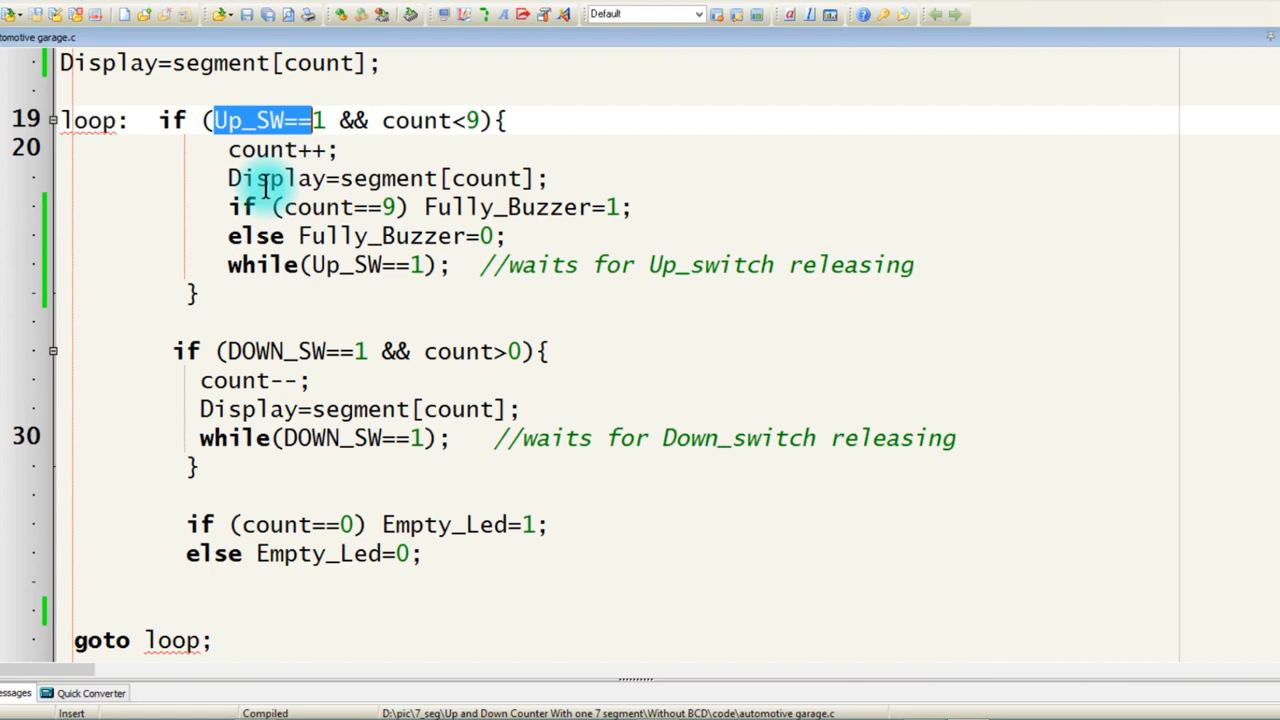 Default
tomotive garage.c
Display=segment[count];
19 loop: if (Up_SW==1 && count<9){
20 count++;
Display=segment[count];
if (count==9) Fully_Buzzer=1;
else Fully_Buzzer=0;
while(Up_SW==1); //waits for Up_switch releasing
}
if (DOWN_SW==1 && count>0){
count--;
Display=segment[count];
30 while(DOWN_SW==1); //waits for Down_switch releasing
}
if (count==0) Empty_Led=1;
else Empty_Led=0;
goto loop;
essages Quick Converter
Insert Compiled D:\pic\7_seg\Up and Down Counter With one 7 segment\Without BCD\code\automotive garage.c